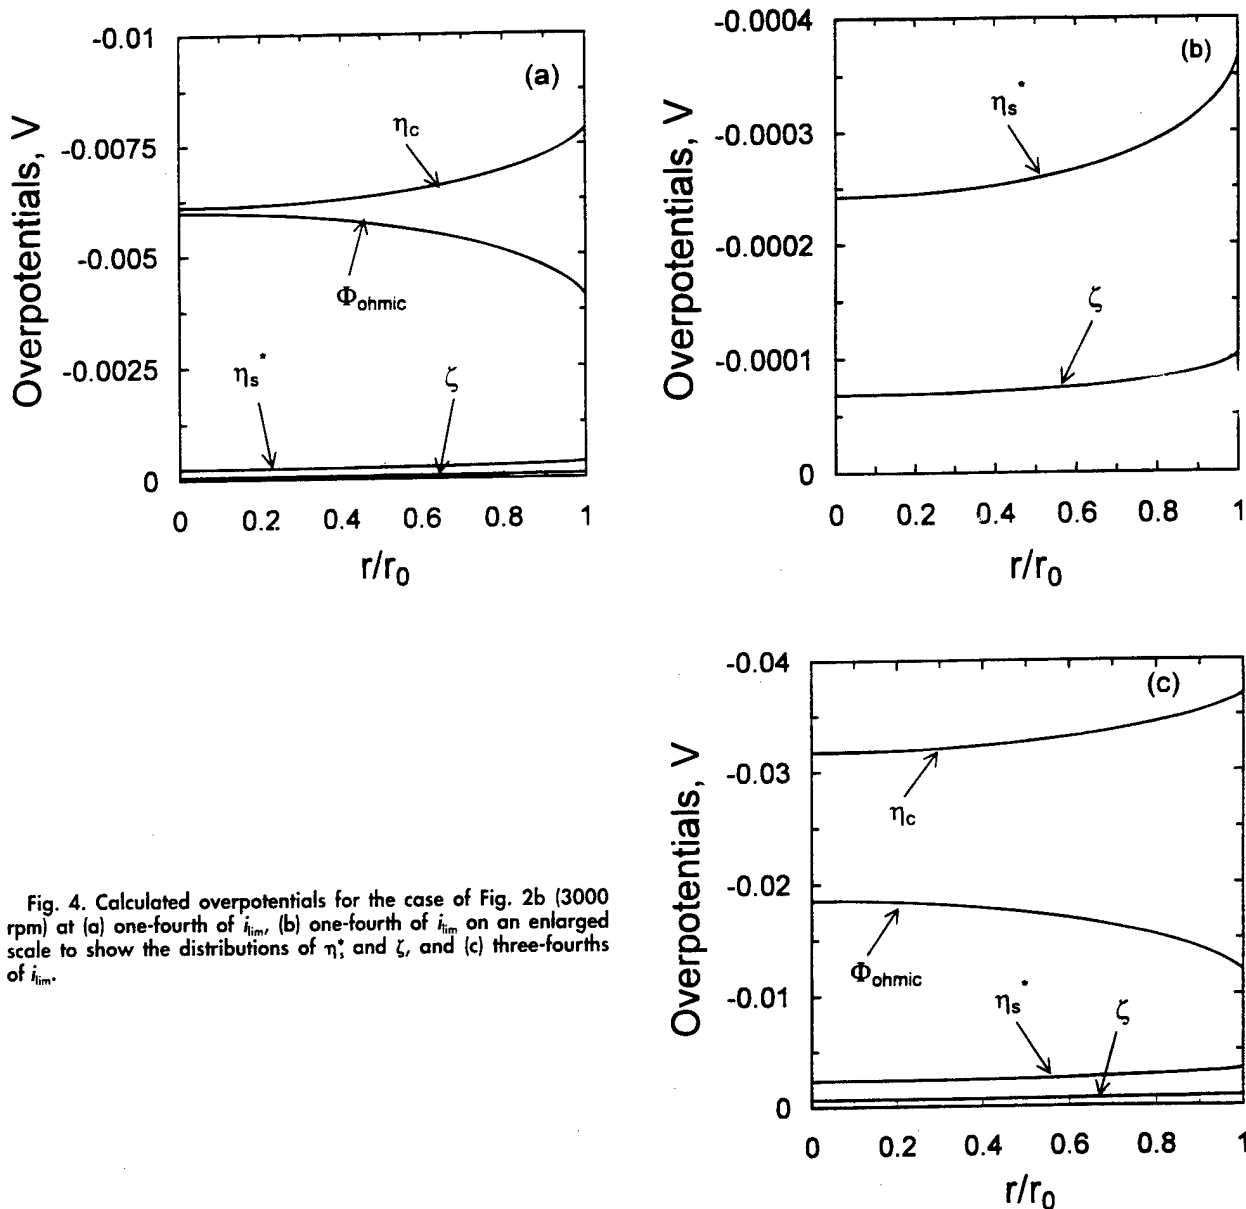 -0.01
-0.0075
-0.005
-0.0025
0
Overpotentials, V
(a)
ηc
Φohmic
ηs*
ζ
0 0.2 0.4 0.6 0.8 1
r/r0
-0.0004
-0.0003
-0.0002
-0.0001
0
Overpotentials, V
(b)
ηs*
ζ
0 0.2 0.4 0.6 0.8 1
r/r0
-0.04
-0.03
-0.02
-0.01
0
Overpotentials, V
(c)
ηc
Φohmic
ηs*
ζ
0 0.2 0.4 0.6 0.8 1
r/r0
Fig. 4. Calculated overpotentials for the case of Fig. 2b (3000
rpm) at (a) one-fourth of ilim, (b) one-fourth of ilim on an enlarged
scale to show the distributions of ηs* and ζ, and (c) three-fourths
of ilim.